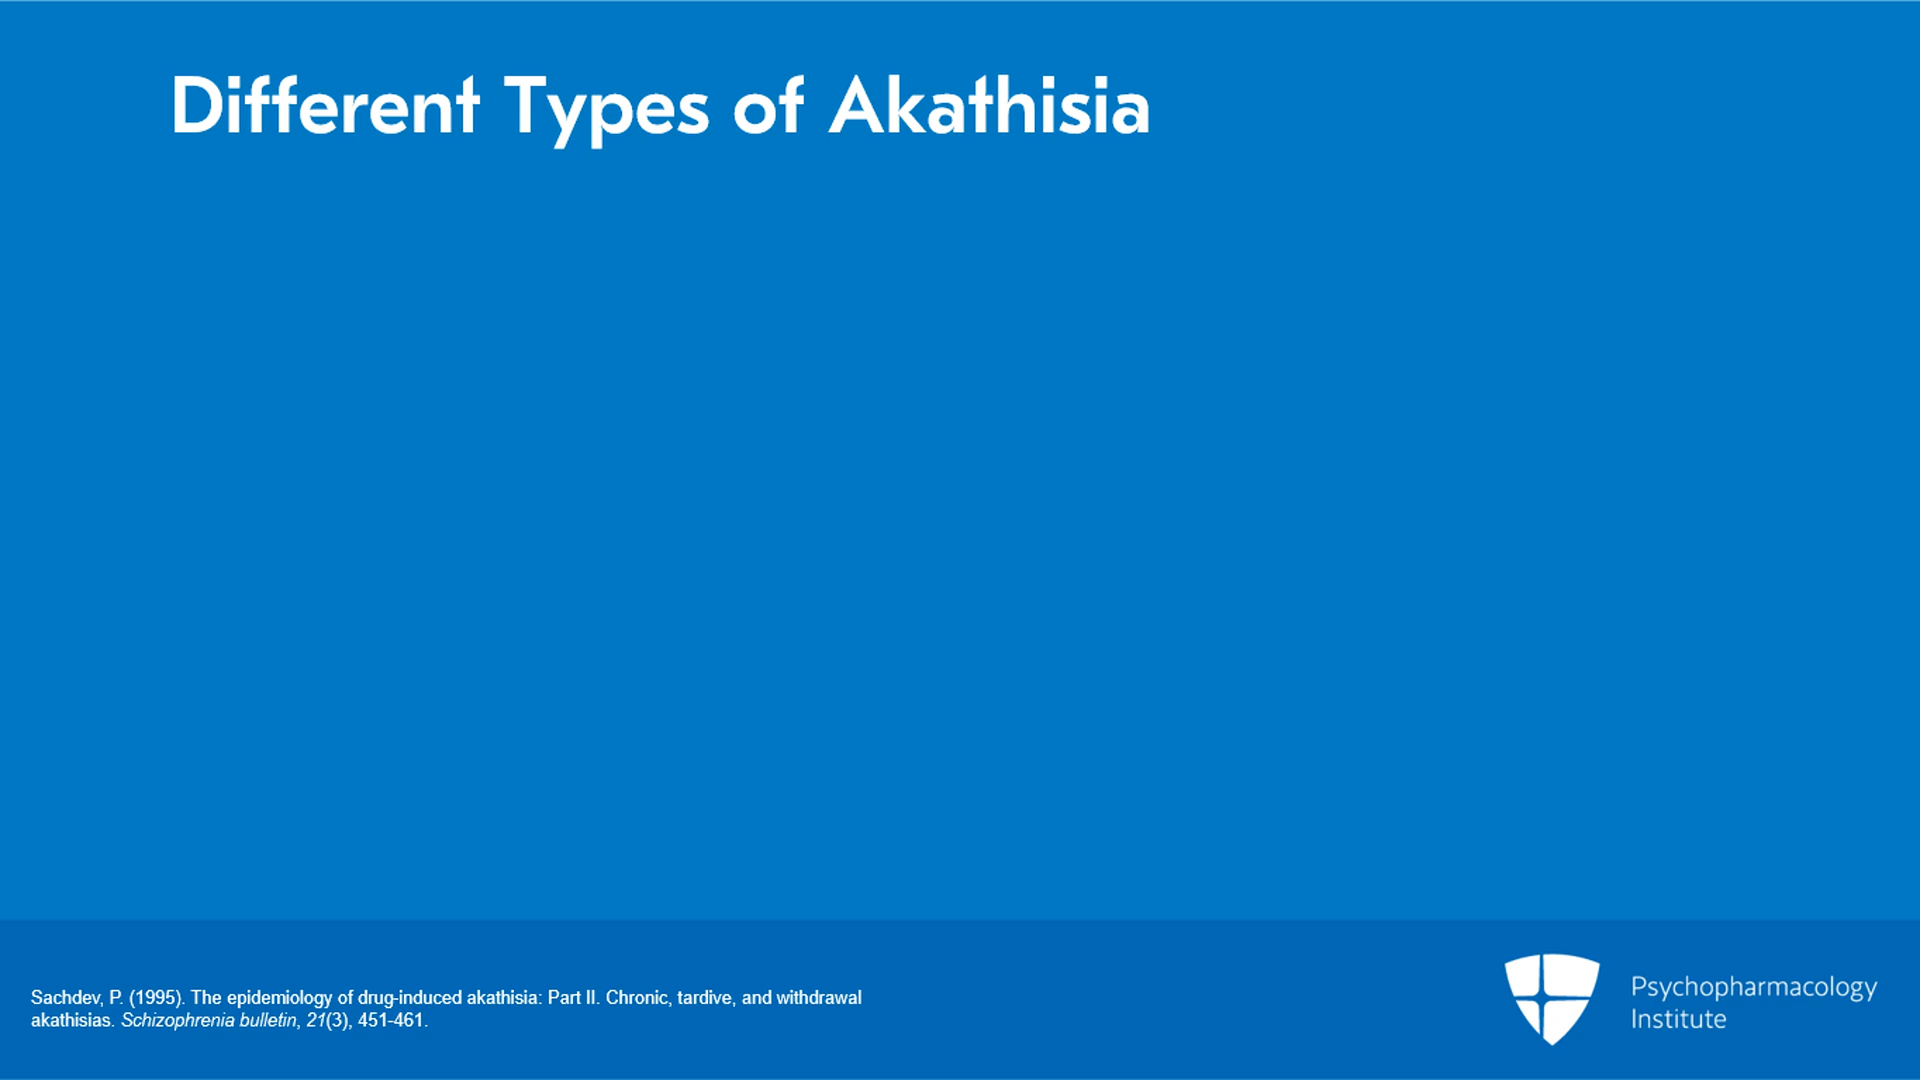 Different Types of Akathisia
Sachdev, P. (1995). The epidemiology of drug-induced akathisia: Part II. Chronic, tardive, and withdrawal
akathisias. Schizophrenia bulletin, 21(3), 451-461.
Psychopharmacology
Institute